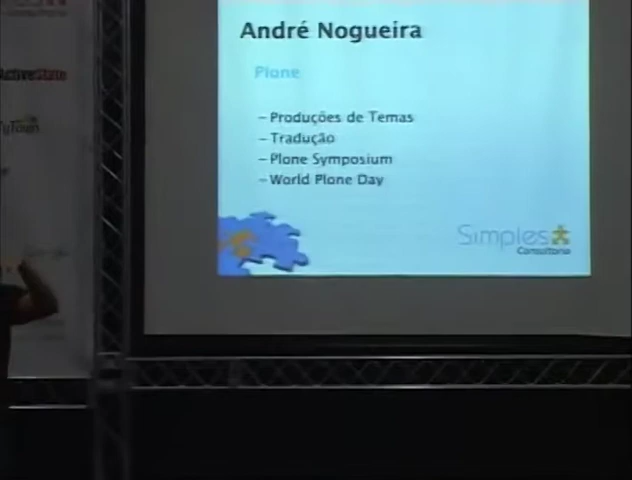 ActiveState
André Nogueira
Plone
– Produções de Temas
– Tradução
– Plone Symposium
– World Plone Day
Simples
Consultoria